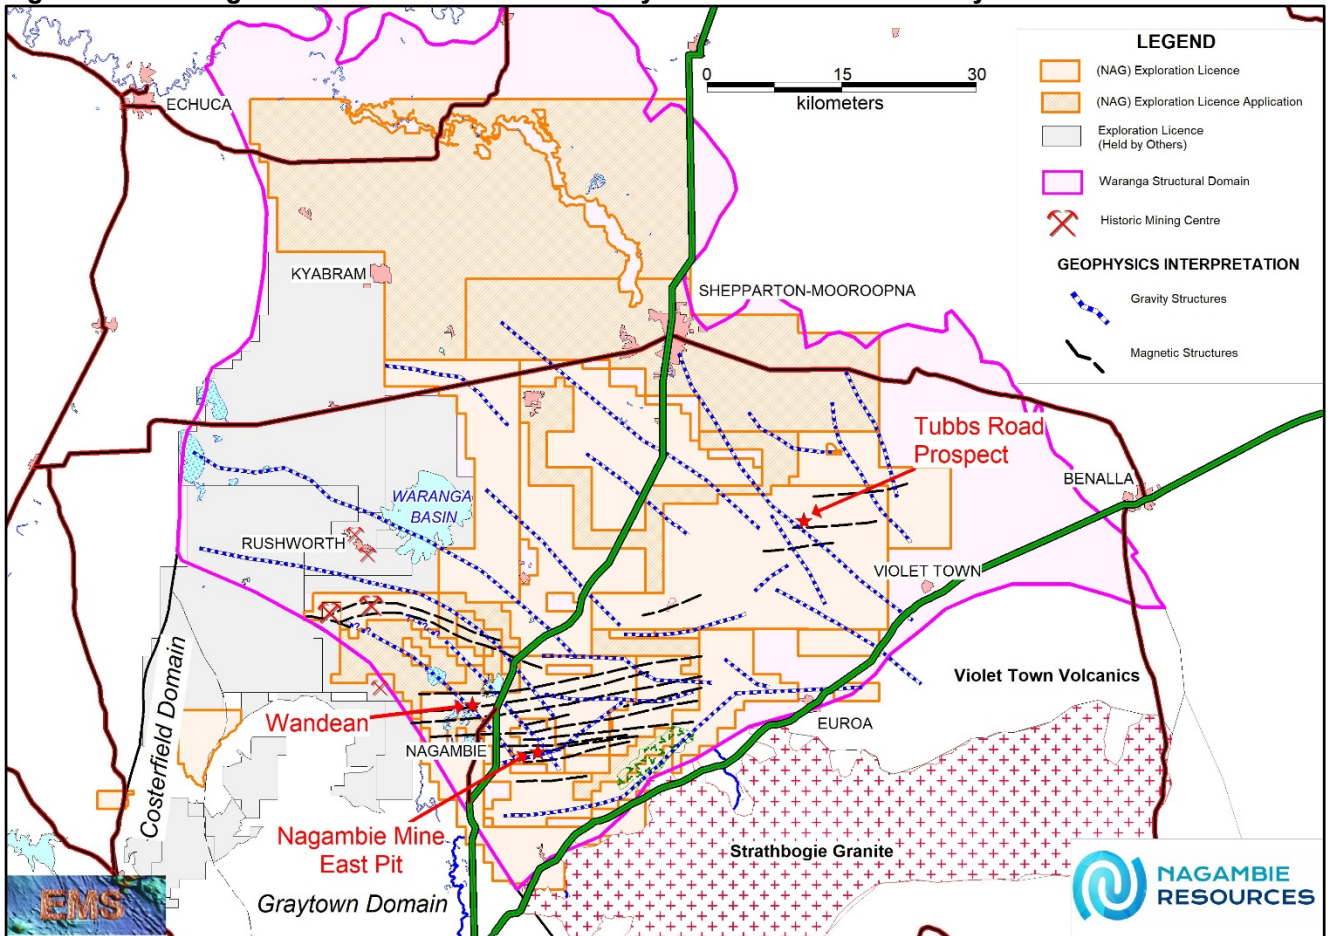 LEGEND
(NAG) Exploration Licence
(NAG) Exploration Licence Application
Exploration Licence
(Held by Others)
Waranga Structural Domain
Historic Mining Centre
GEOPHYSICS INTERPRETATION
Gravity Structures
Magnetic Structures
0 15 30
kilometers
ECHUCA
KYABRAM
SHEPPARTON-MOOROOPNA
Tubbs Road
Prospect
BENALLA
WARANGA
BASIN
RUSHWORTH
VIOLET TOWN
Costerfield Domain
Violet Town Volcanics
Wandean
EUROA
NAGAMBIE
Nagambie Mine
East Pit
Strathbogie Granite
Graytown Domain
EMS
NAGAMBIE
RESOURCES